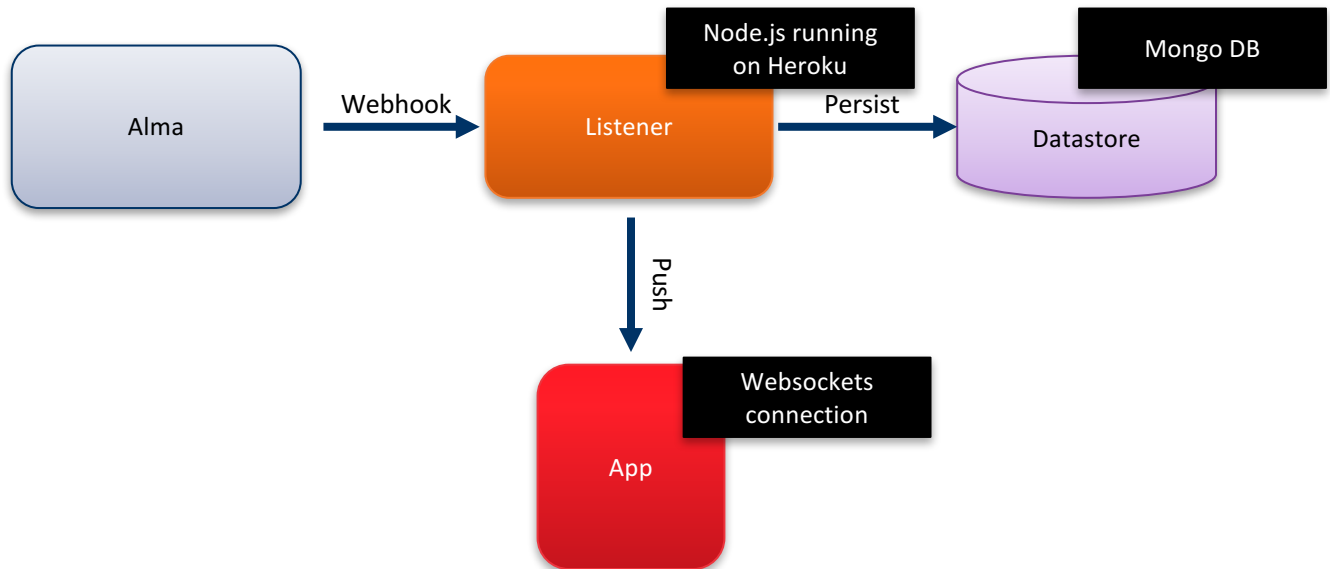 Node.js running
on Heroku
Mongo DB
Webhook
Persist
Alma
Listener
Datastore
Push
Websockets
connection
App